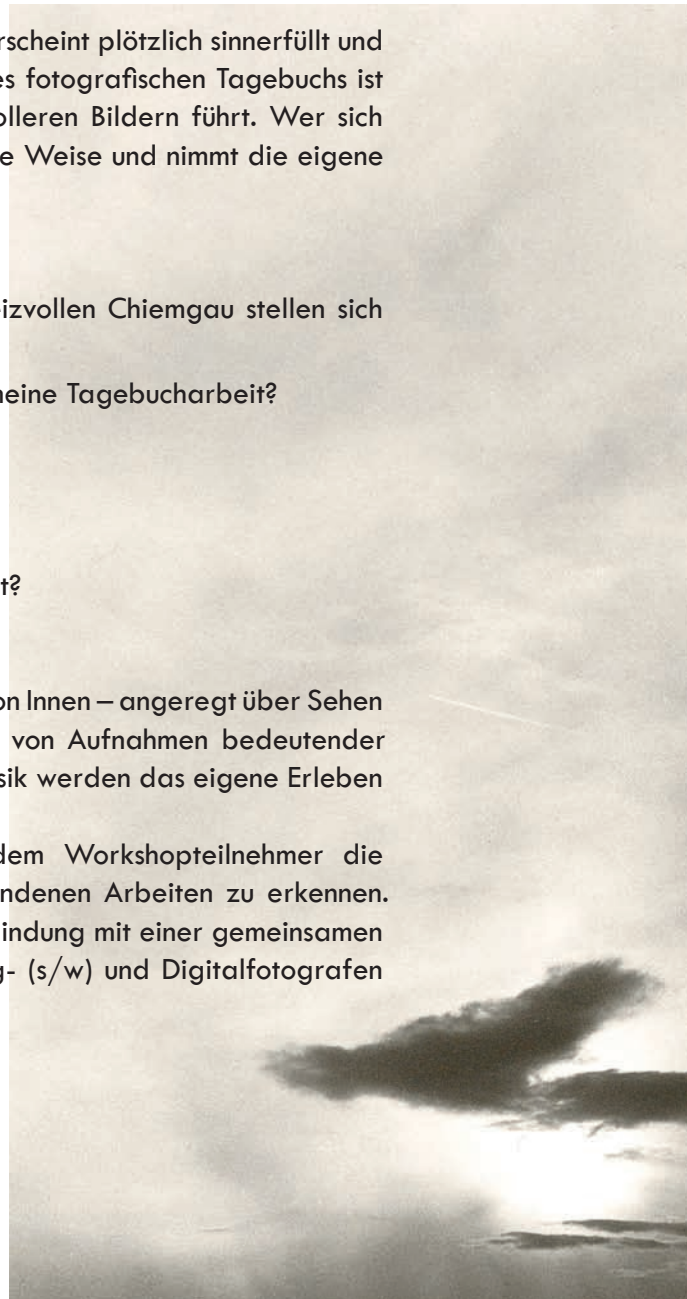 rscheint plötzlich sinnerfüllt und
es fotografischen Tagebuchs ist
olleren Bildern führt. Wer sich
e Weise und nimmt die eigene
izvollen Chiemgau stellen sich
neine Tagebucharbeit?
t?
on Innen – angeregt über Sehen
von Aufnahmen bedeutender
sik werden das eigene Erleben
dem Workshopteilnehmer die
ndenen Arbeiten zu erkennen.
indung mit einer gemeinsamen
g- (s/w) und Digitalfotografen